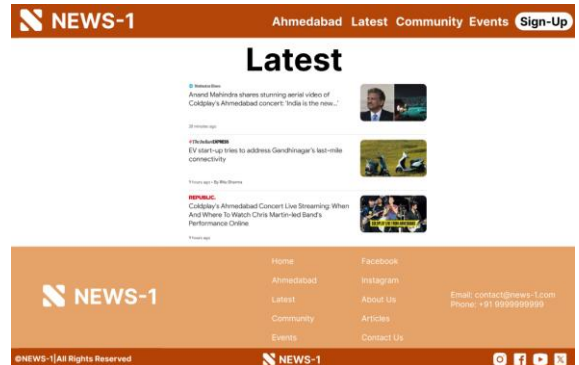 NEWS-1
Ahmedabad Latest Community Events Sign-Up
Latest
Anand Mahindra shares stunning aerial video of
Coldplay's Ahmedabad concert: 'India is the new...'
The Indian EXPRESS
EV start-up tries to address Gandhinagar's last-mile
connectivity
REPUBLIC.
Coldplay's Ahmedabad Concert Live Streaming: When
And Where To Watch Chris Martin-led Band's
Performance Online
NEWS-1
Home
Ahmedabad
Latest
Community
Events
Facebook
Instagram
About Us
Articles
Contact Us
Email: contact@news-1.com
Phone: +91 9999999999
©NEWS-1|All Rights Reserved
NEWS-1